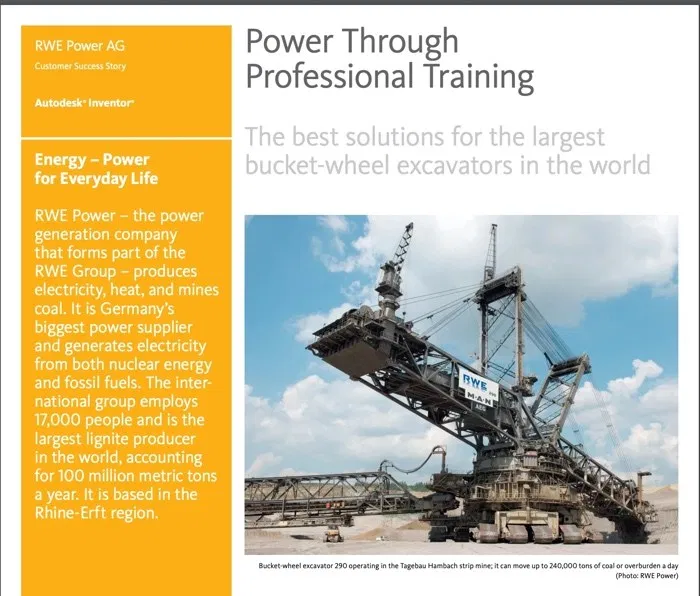 RWE Power AG
Customer Success Story
Autodesk® Inventor®
Energy – Power
for Everyday Life
RWE Power – the power
generation company
that forms part of the
RWE Group – produces
electricity, heat, and mines
coal. It is Germany's
biggest power supplier
and generates electricity
from both nuclear energy
and fossil fuels. The inter-
national group employs
17,000 people and is the
largest lignite producer
in the world, accounting
for 100 million metric tons
a year. It is based in the
Rhine-Erft region.
Power Through
Professional Training
The best solutions for the largest
bucket-wheel excavators in the world
RWE
M·A·N
Bucket-wheel excavator 290 operating in the Tagebau Hambach strip mine; it can move up to 240,000 tons of coal or overburden a day
(Photo: RWE Power)